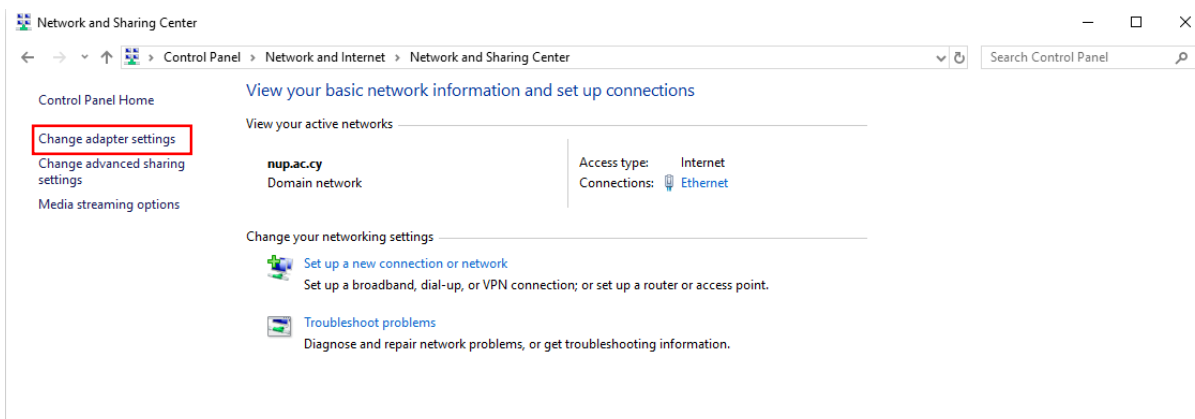 Network and Sharing Center
Control Panel > Network and Internet > Network and Sharing Center
Search Control Panel
Control Panel Home
Change adapter settings
Change advanced sharing
settings
Media streaming options
View your basic network information and set up connections
View your active networks
nup.ac.cy
Domain network
Access type: Internet
Connections: Ethernet
Change your networking settings
Set up a new connection or network
Set up a broadband, dial-up, or VPN connection; or set up a router or access point.
Troubleshoot problems
Diagnose and repair network problems, or get troubleshooting information.